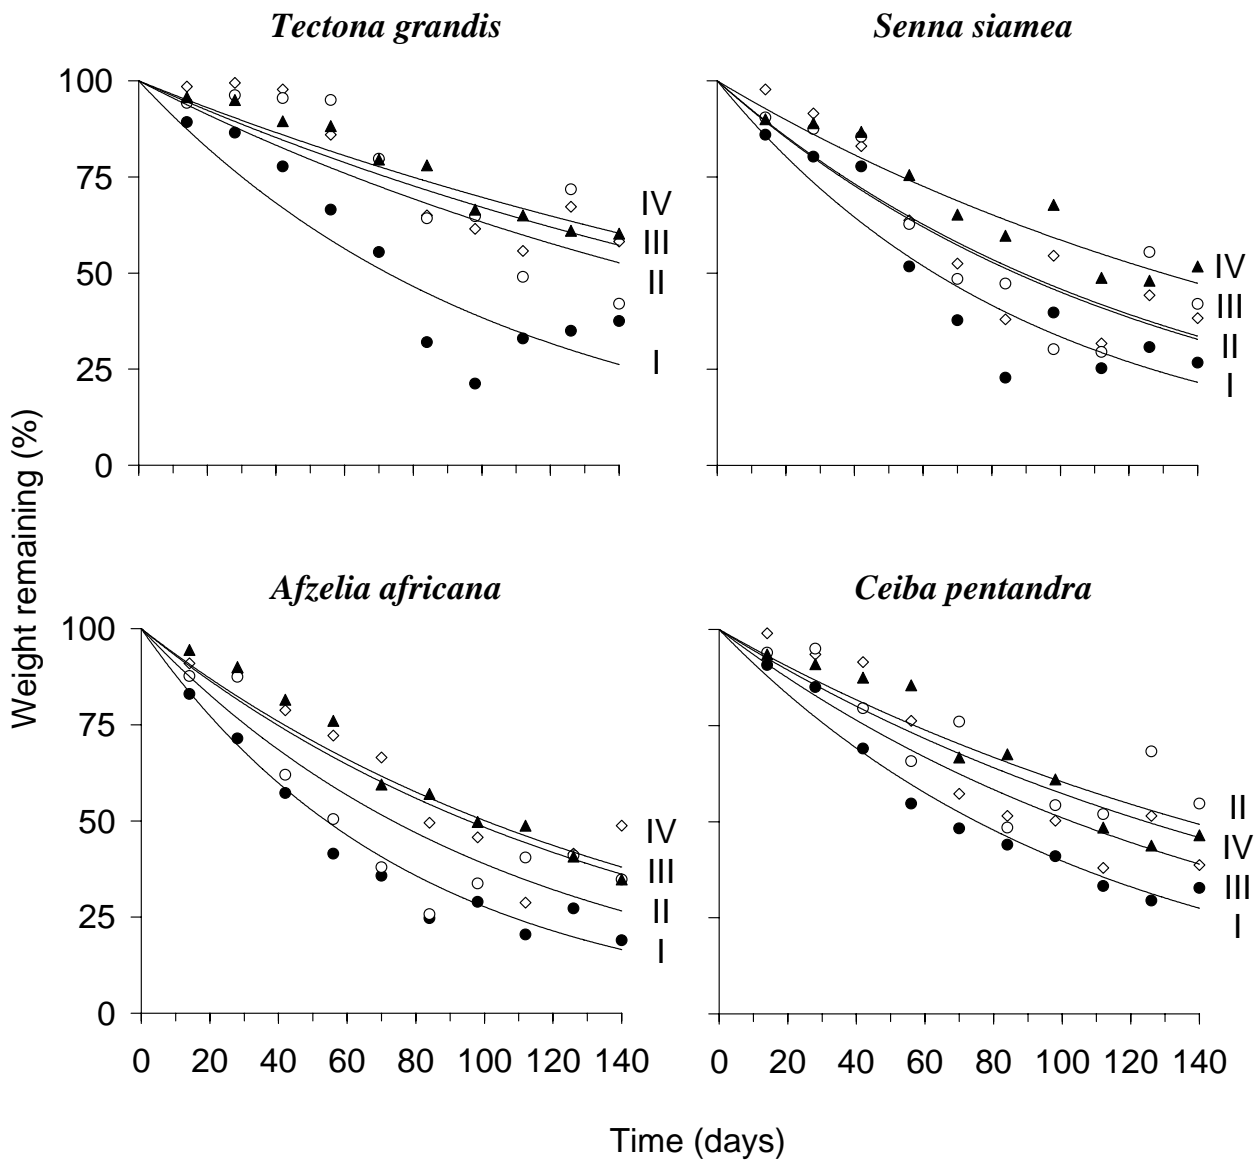 Tectona grandis
Senna siamea
100
75
50
25
0
IV
III
II
I
IV
III
II
I
Weight remaining (%)
Afzelia africana
Ceiba pentandra
100
75
50
25
0
IV
III
II
I
II
IV
III
I
0 20 40 60 80 100 120 140
0 20 40 60 80 100 120 140
Time (days)